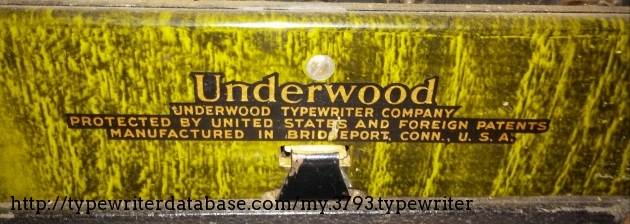 Underwood
UNDERWOOD TYPEWRITER COMPANY
PROTECTED BY UNITED STATES AND FOREIGN PATENTS
MANUFACTURED IN BRIDGEPORT, CONN., U. S. A.
http://typewriterdatabase.com/my.3793.typewriter